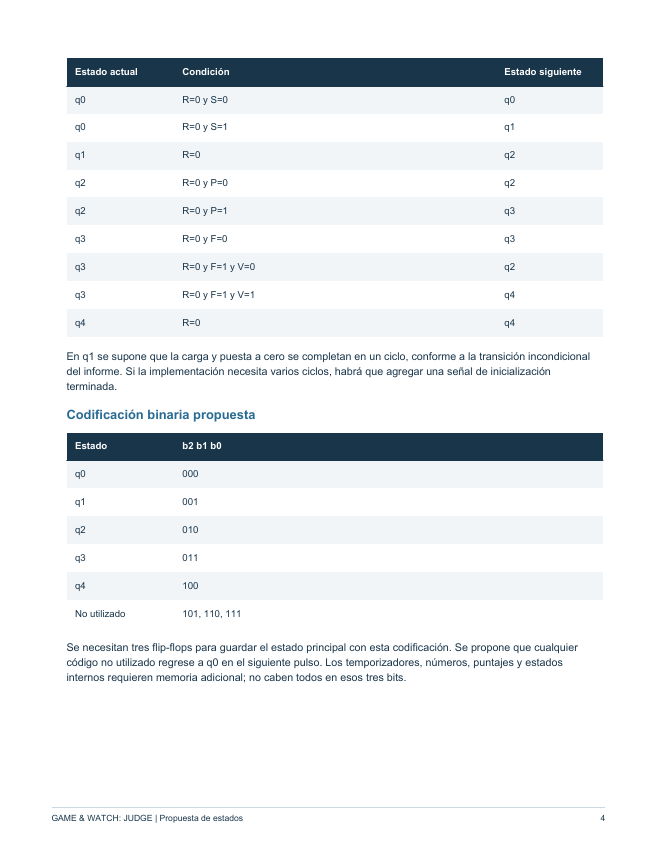 Estado actual Condición Estado siguiente
q0 R=0 y S=0 q0
q0 R=0 y S=1 q1
q1 R=0 q2
q2 R=0 y P=0 q2
q2 R=0 y P=1 q3
q3 R=0 y F=0 q3
q3 R=0 y F=1 y V=0 q2
q3 R=0 y F=1 y V=1 q4
q4 R=0 q4
En q1 se supone que la carga y puesta a cero se completan en un ciclo, conforme a la transición incondicional
del informe. Si la implementación necesita varios ciclos, habrá que agregar una señal de inicialización
terminada.
Codificación binaria propuesta
Estado b2 b1 b0
q0 000
q1 001
q2 010
q3 011
q4 100
No utilizado 101, 110, 111
Se necesitan tres flip-flops para guardar el estado principal con esta codificación. Se propone que cualquier
código no utilizado regrese a q0 en el siguiente pulso. Los temporizadores, números, puntajes y estados
internos requieren memoria adicional; no caben todos en esos tres bits.
GAME & WATCH: JUDGE | Propuesta de estados 4